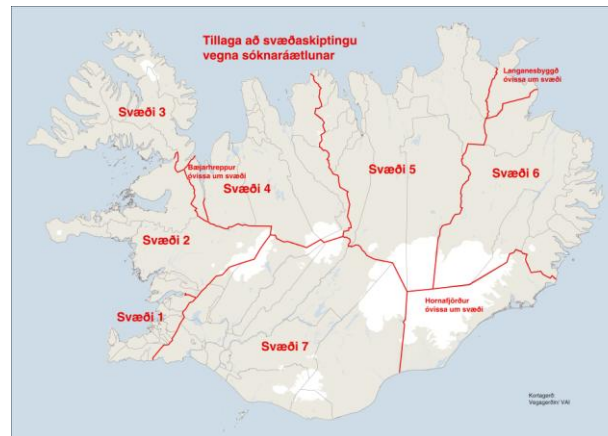 Tillaga að svæðaskiptingu
vegna sóknaráætlunar
Langanesbyggð
óvissa um svæði
Svæði 3
Bæjarhreppur
óvissa um svæði
Svæði 4
Svæði 5
Svæði 6
Svæði 2
Svæði 1
Hornafjörður
óvissa um svæði
Svæði 7
Kortagerð:
Vegagerðin/ VAI